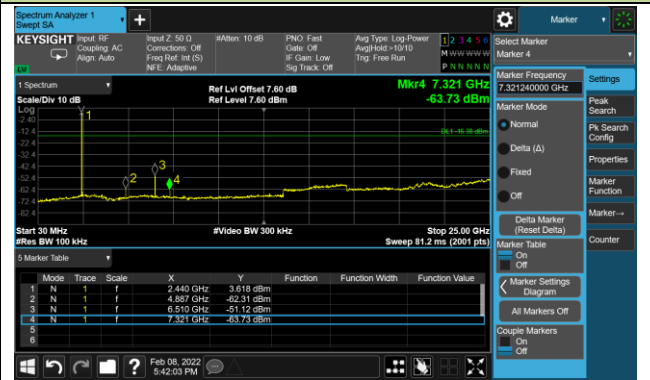 Spectrum Analyzer 1
Swept SA
+
Marker
KEYSIGHT
Input: RF
Coupling: AC
Align: Auto
Input Z: 50 Ω
Corrections: Off
Freq Ref: Int (S)
NFE: Adaptive
#Atten: 10 dB
PNO: Fast
Gate: Off
IF Gain: Low
Sig Track: Off
Avg Type: Log-Power
Avg|Hold:>10/10
Trig: Free Run
1 2 3 4 5 6
M W W W W W
P N N N N N
LXI
Select Marker
Marker 4
1 Spectrum
Scale/Div 10 dB
Ref Lvl Offset 7.60 dB
Ref Level 7.60 dBm
Mkr4 7.321 GHz
-63.73 dBm
Log
-2.40
-12.4
-22.4
-32.4
-42.4
-52.4
-62.4
-72.4
-82.4
DL1 -16.38 dBm
1
2
3
4
Start 30 MHz
#Res BW 100 kHz
#Video BW 300 kHz
Stop 25.00 GHz
Sweep 81.2 ms (2001 pts)
5 Marker Table
Mode Trace Scale X Y Function Function Width Function Value
1 N 1 f 2.440 GHz 3.618 dBm
2 N 1 f 4.887 GHz -62.31 dBm
3 N 1 f 6.510 GHz -51.12 dBm
4 N 1 f 7.321 GHz -63.73 dBm
5
6
Marker Frequency
7.321240000 GHz
Marker Mode
Normal
Delta (Δ)
Fixed
Off
Delta Marker
(Reset Delta)
Marker Table
On
Off
Marker Settings
Diagram
All Markers Off
Couple Markers
On
Off
Settings
Peak
Search
Pk Search
Config
Properties
Marker
Function
Marker→
Counter
?
Feb 08, 2022
5:42:03 PM